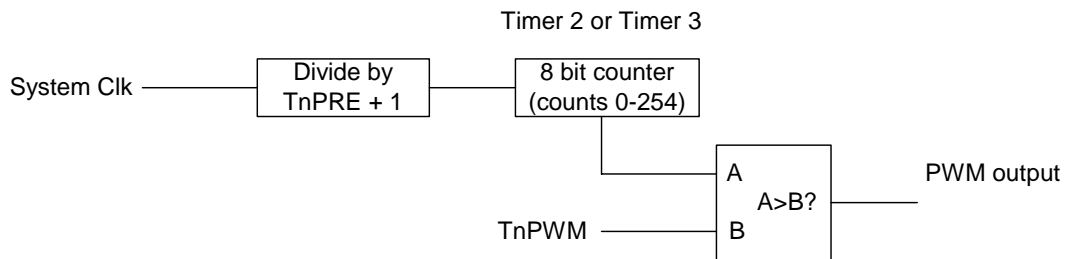 Timer 2 or Timer 3
System Clk
Divide by
TnPRE + 1
8 bit counter
(counts 0-254)
A
PWM output
A>B?
TnPWM
B